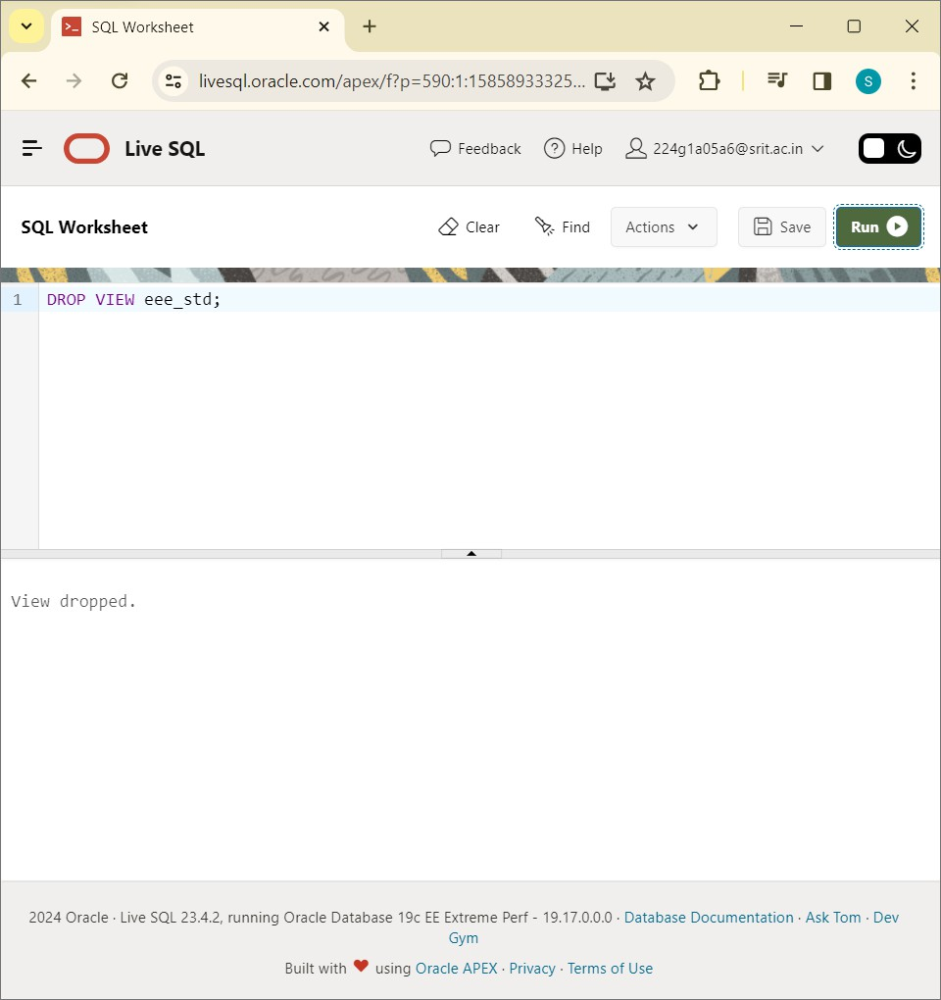 SQL Worksheet
livesql.oracle.com/apex/f?p=590:1:15858933325...
S
Live SQL
Feedback
Help
224g1a05a6@srit.ac.in
SQL Worksheet
Clear
Find
Actions
Save
Run
1 DROP VIEW eee_std;
View dropped.
2024 Oracle · Live SQL 23.4.2, running Oracle Database 19c EE Extreme Perf - 19.17.0.0.0 · Database Documentation · Ask Tom · Dev
Gym
Built with ❤ using Oracle APEX · Privacy · Terms of Use